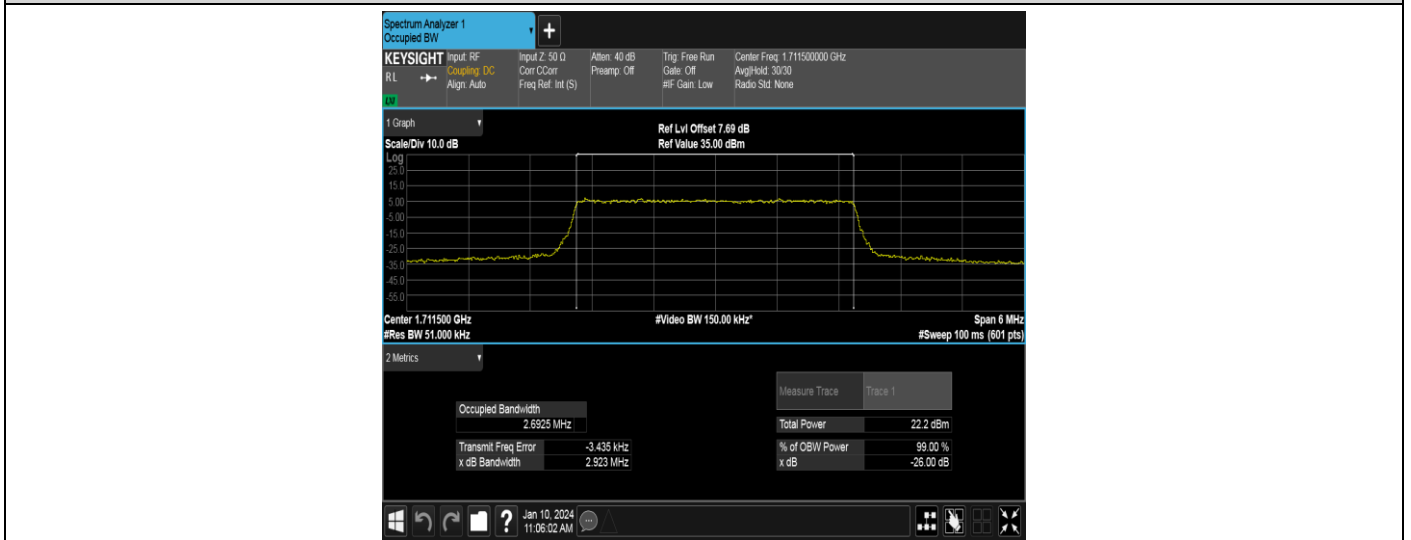 Spectrum Analyzer 1
Occupied BW
+
KEYSIGHT
RL
LXI
Input: RF
Coupling: DC
Align: Auto
Input Z: 50 Ω
Corr CCorr
Freq Ref: Int (S)
Atten: 40 dB
Preamp: Off
Trig: Free Run
Gate: Off
#IF Gain: Low
Center Freq: 1.711500000 GHz
Avg|Hold: 30/30
Radio Std: None
1 Graph
Scale/Div 10.0 dB
Ref Lvl Offset 7.69 dB
Ref Value 35.00 dBm
Log
25.0
15.0
5.00
-5.00
-15.0
-25.0
-35.0
-45.0
-55.0
Center 1.711500 GHz
#Res BW 51.000 kHz
#Video BW 150.00 kHz*
Span 6 MHz
#Sweep 100 ms (601 pts)
2 Metrics
Measure Trace Trace 1
Occupied Bandwidth
2.6925 MHz
Total Power 22.2 dBm
Transmit Freq Error -3.435 kHz
% of OBW Power 99.00 %
x dB Bandwidth 2.923 MHz
x dB -26.00 dB
?
Jan 10, 2024
11:06:02 AM